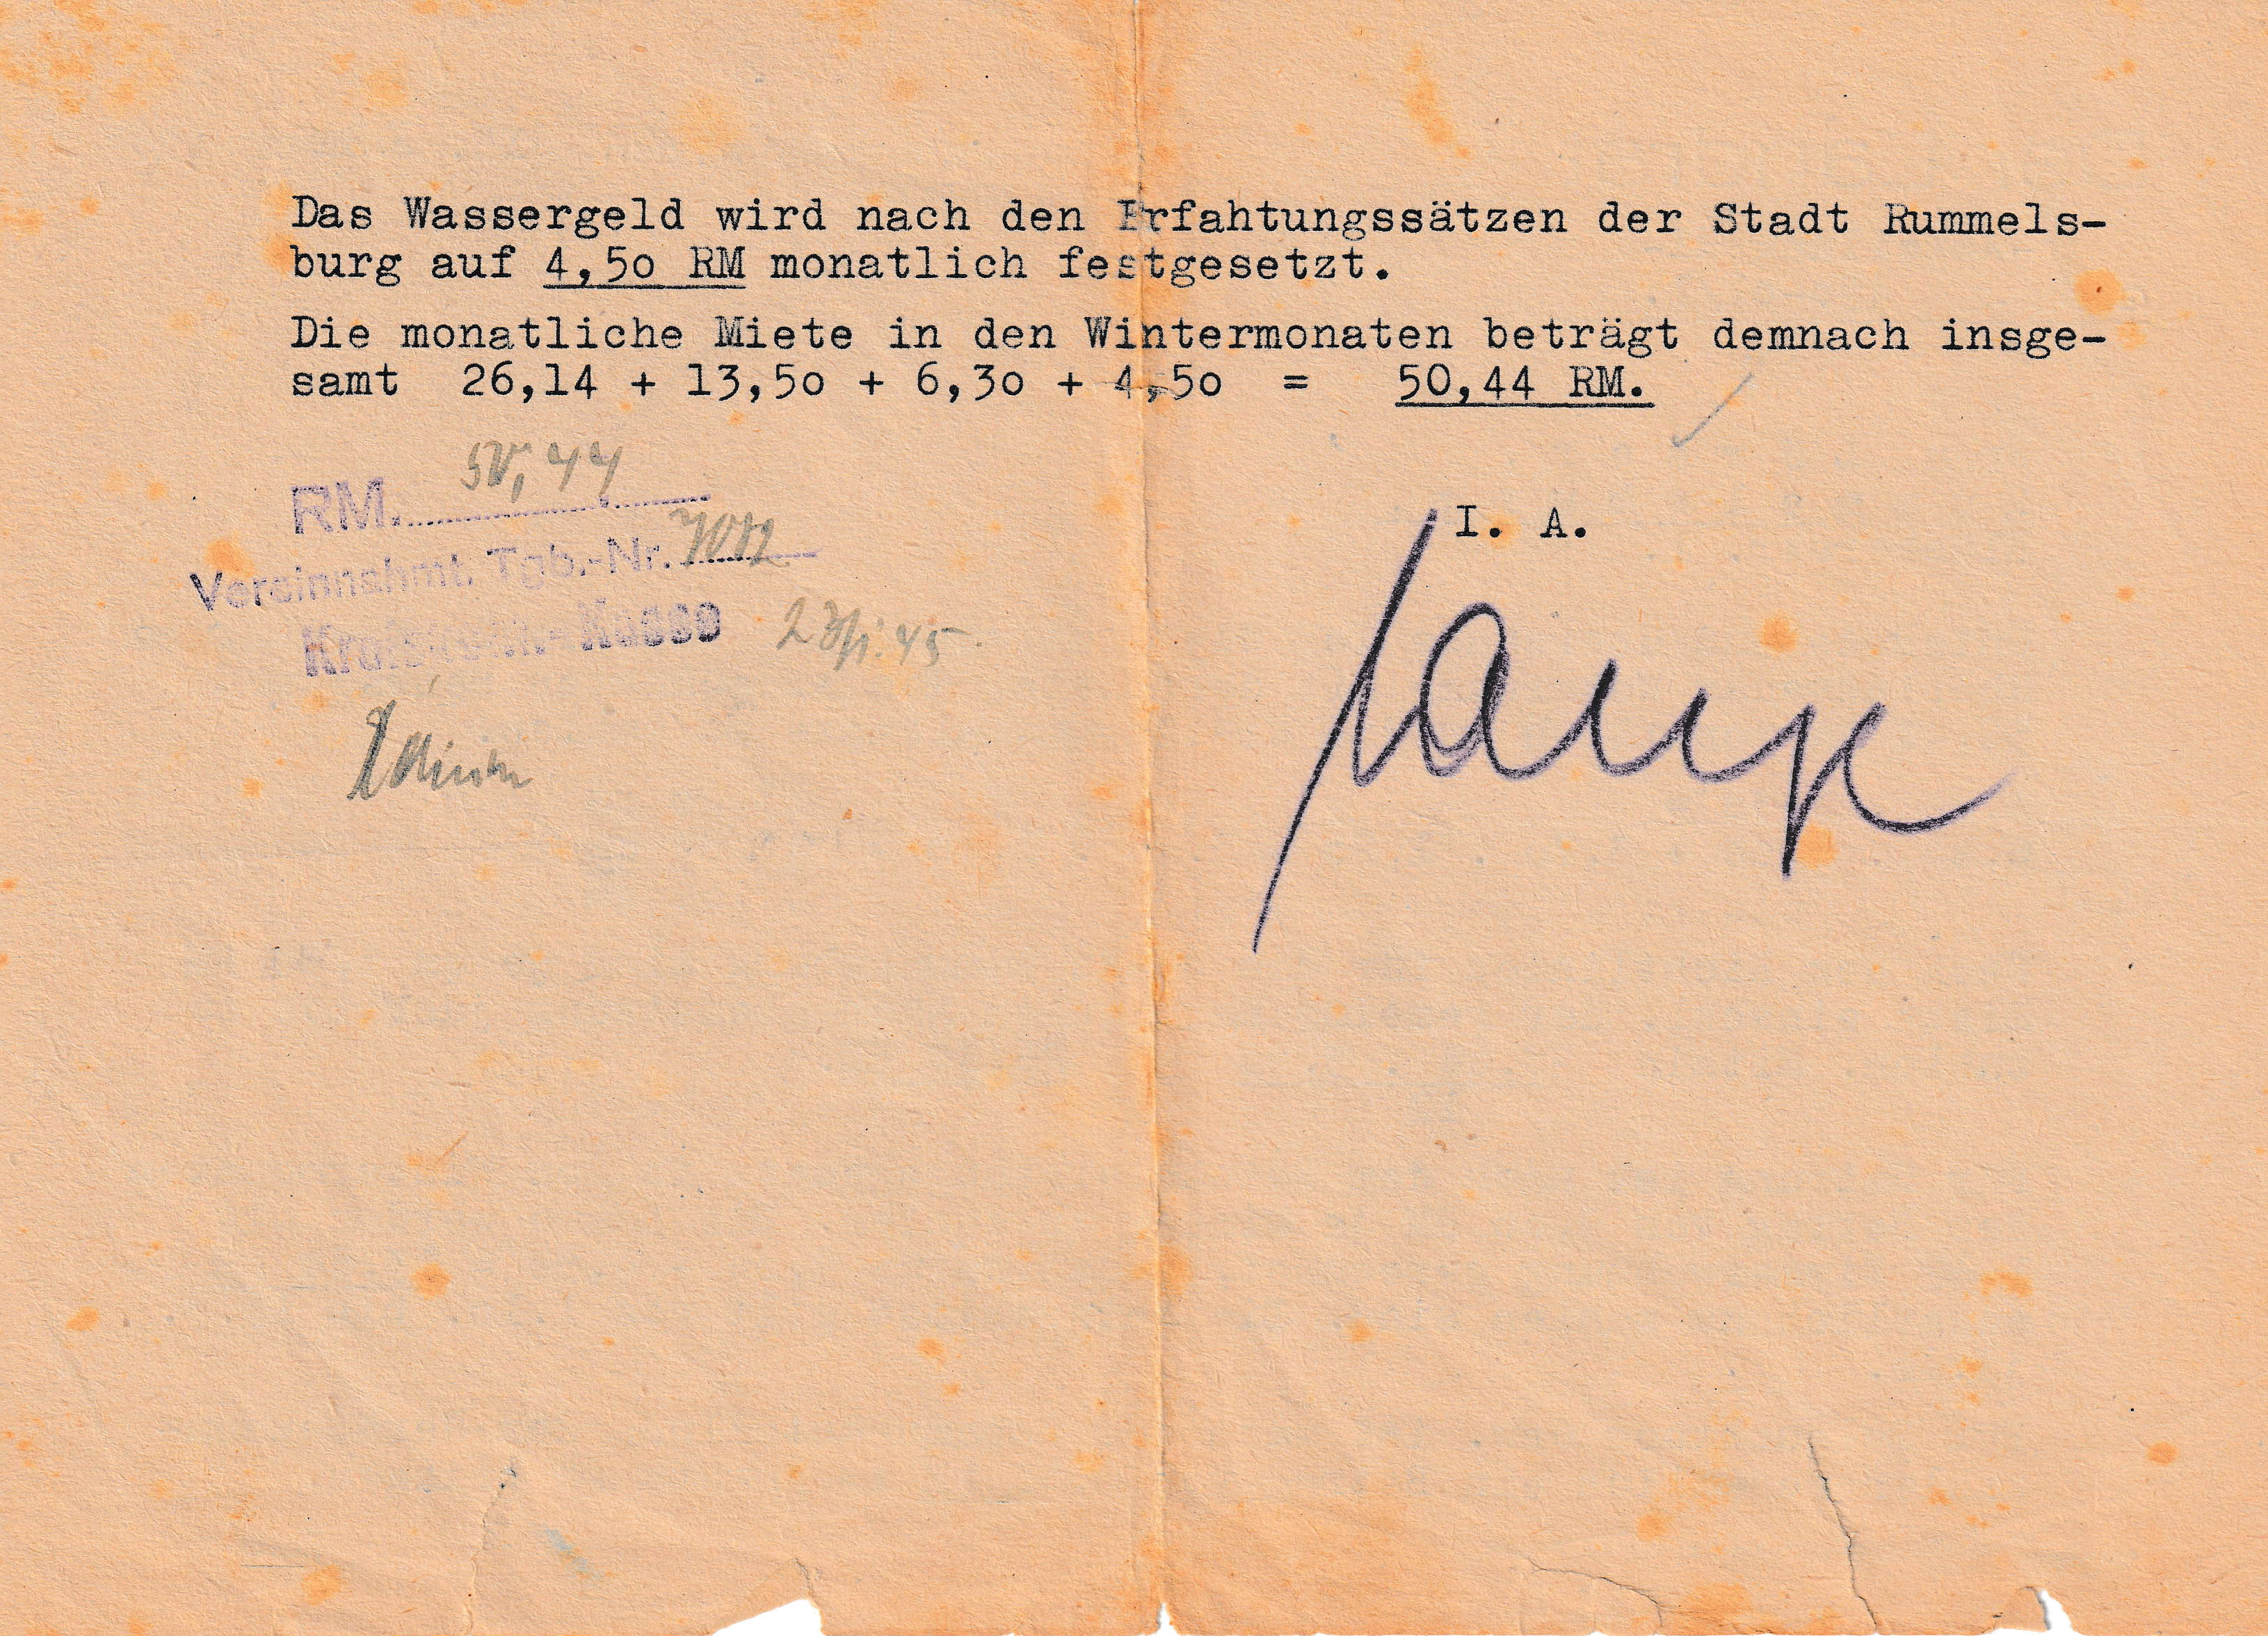 Das Wassergeld wird nach den Erfahtungssätzen der Stadt Rummels-
burg auf 4,5o RM monatlich festgesetzt.
Die monatliche Miete in den Wintermonaten beträgt demnach insge-
samt 26,14 + 13,5o + 6,3o + 4,5o = 50,44 RM.
50,44
RM.
I. A.
Vereinnahmt. Tgb.-Nr.
Kasse